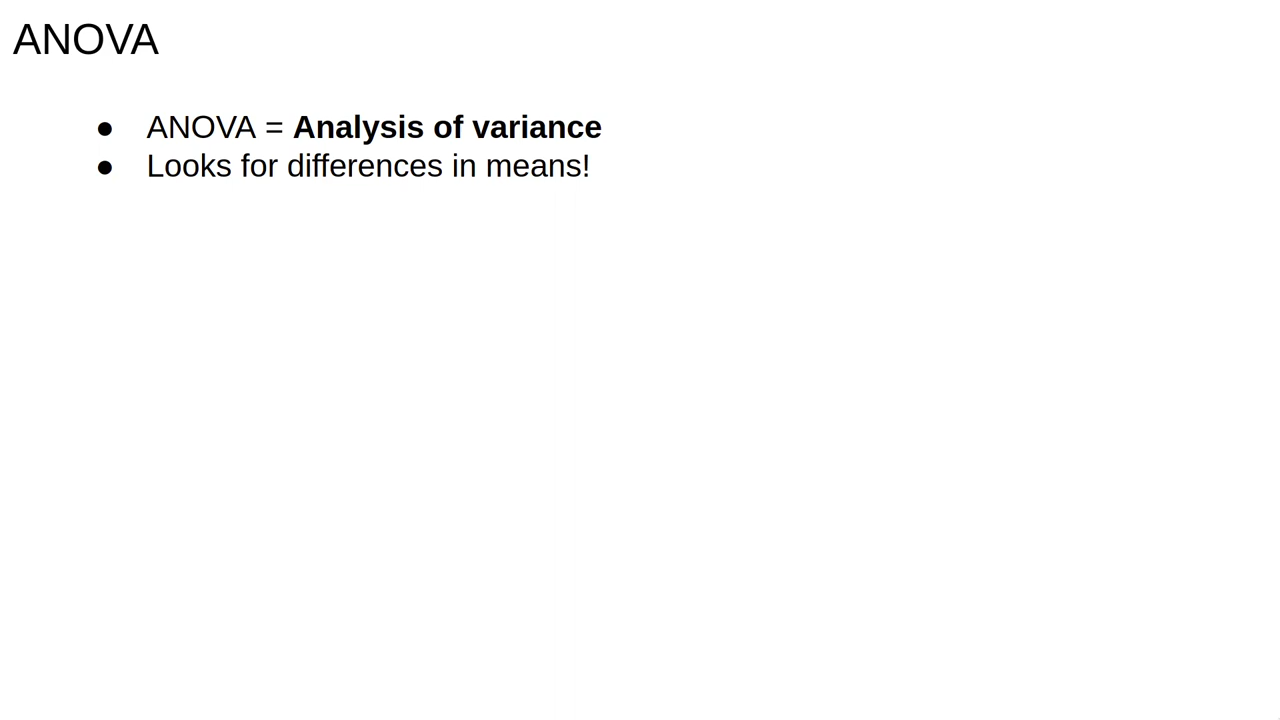 ANOVA
● ANOVA = Analysis of variance
● Looks for differences in means!